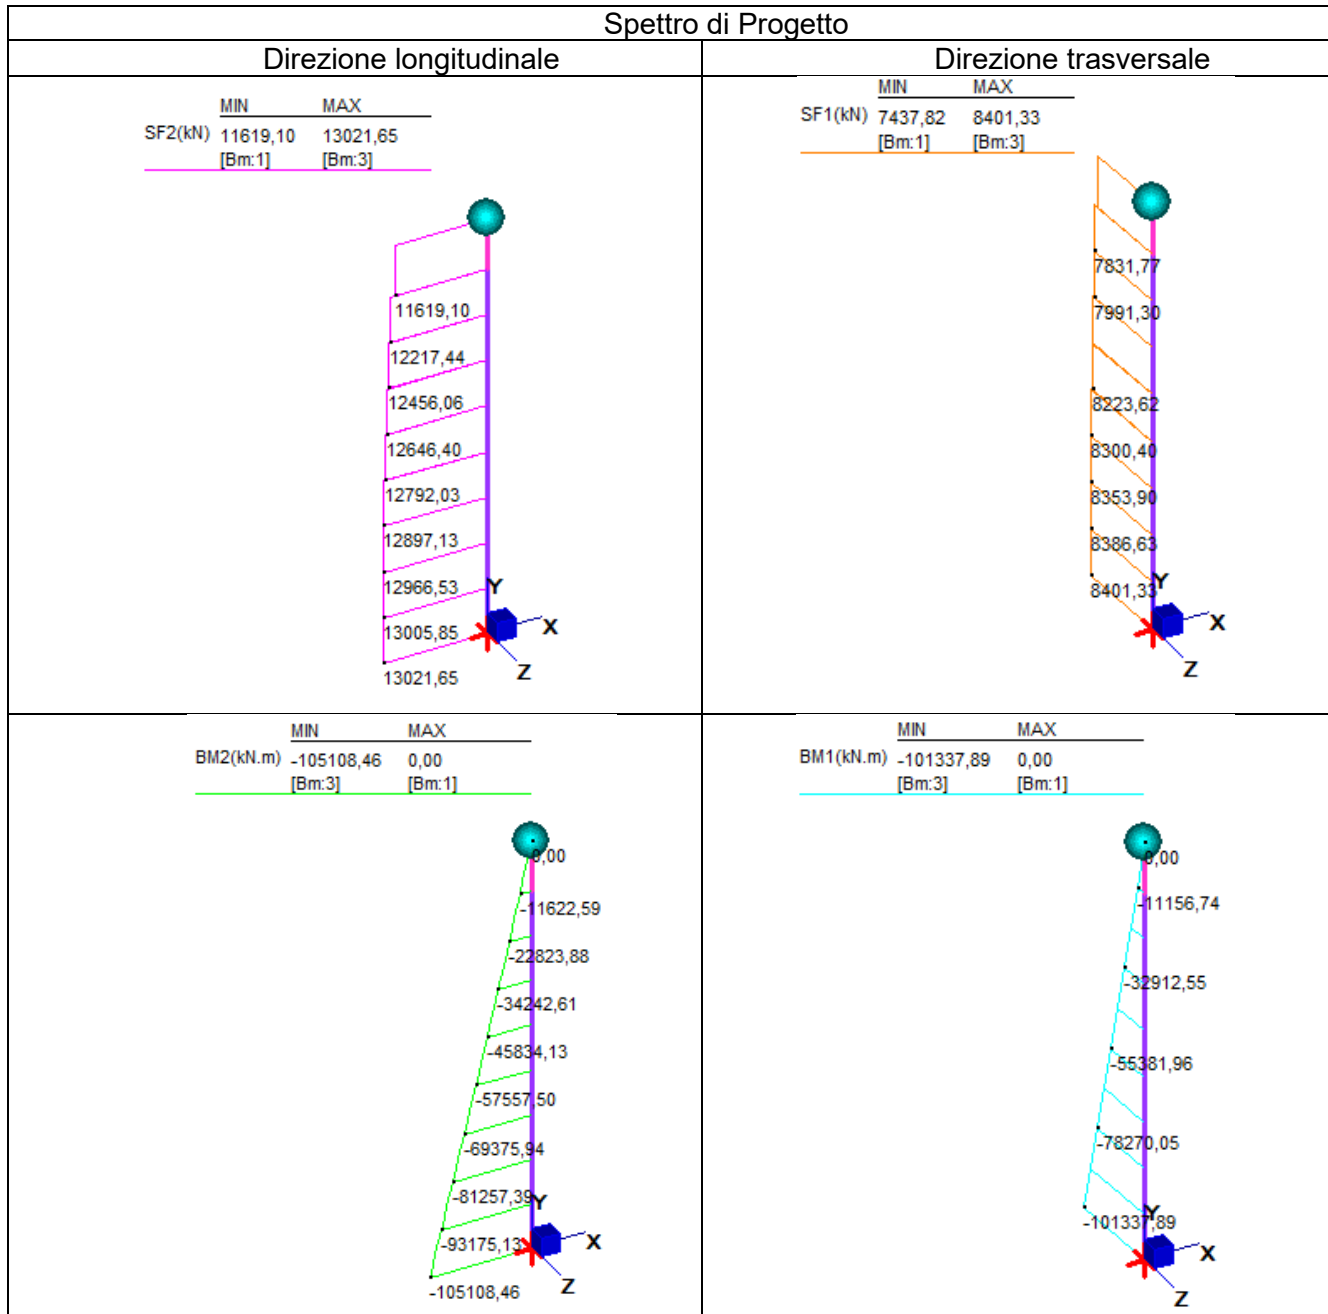 Spettro di Progetto
Direzione longitudinale
Direzione trasversale
MIN MAX
SF2(kN) 11619,10 13021,65
[Bm:1] [Bm:3]
11619,10
12217,44
12456,06
12646,40
12792,03
12897,13
12966,53
13005,85
13021,65
Y
X
Z
MIN MAX
SF1(kN) 7437,82 8401,33
[Bm:1] [Bm:3]
7831,77
7991,30
8223,62
8300,40
8353,90
8386,63
8401,33
Y
X
Z
MIN MAX
BM2(kN.m) -105108,46 0,00
[Bm:3] [Bm:1]
0,00
-11622,59
-22823,88
-34242,61
-45834,13
-57557,50
-69375,94
-81257,39
-93175,13
-105108,46
Y
X
Z
MIN MAX
BM1(kN.m) -101337,89 0,00
[Bm:3] [Bm:1]
0,00
-11156,74
-32912,55
-55381,96
-78270,05
-101337,89
Y
X
Z